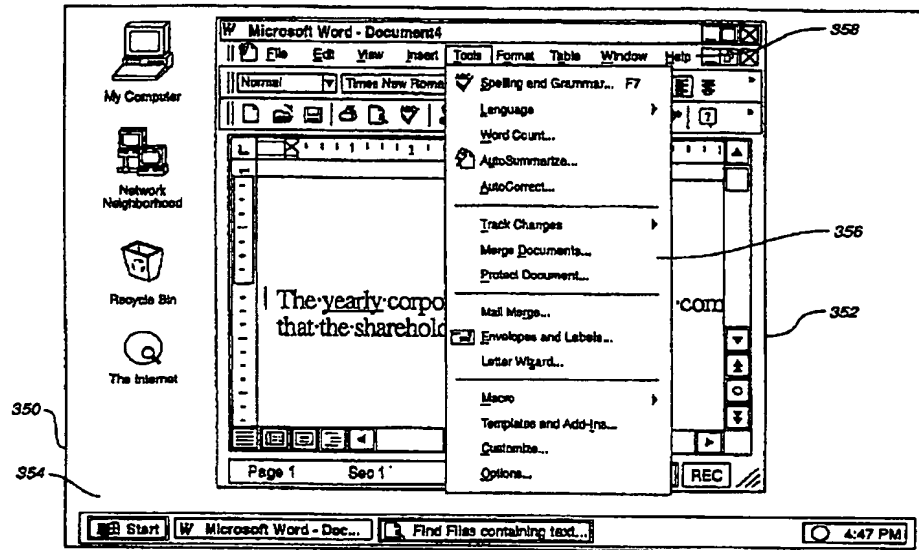 W Microsoft Word - Document4
358
File Edit View Insert Tools Format Table Window Help
Normal Times New Roma
My Computer
Spelling and Grammar... F7
Language
Word Count...
AutoSummarize...
AutoCorrect...
Network
Neighborhood
Track Changes
356
Merge Documents...
Protect Document...
Recycle Bin
The·yearly·corpo
·com
that·the·sharehold
352
Mail Merge...
Envelopes and Labels...
Letter Wizard...
The Internet
Macro
350
Templates and Add-Ins...
Customize...
354
Page 1 Sec 1
Options...
REC
Start W Microsoft Word - Doc... Find Files containing text... 4:47 PM